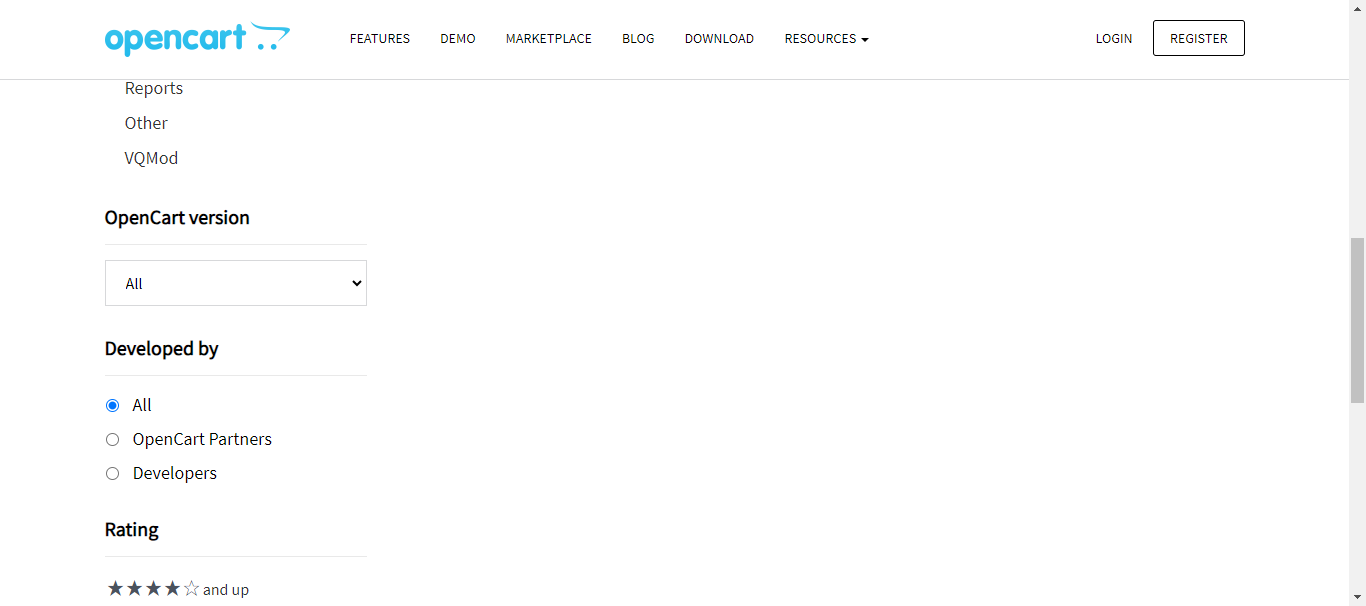 opencart
FEATURES DEMO MARKETPLACE BLOG DOWNLOAD RESOURCES LOGIN REGISTER
Reports
Other
VQMod
OpenCart version
All
Developed by
All
OpenCart Partners
Developers
Rating
★★★★☆ and up